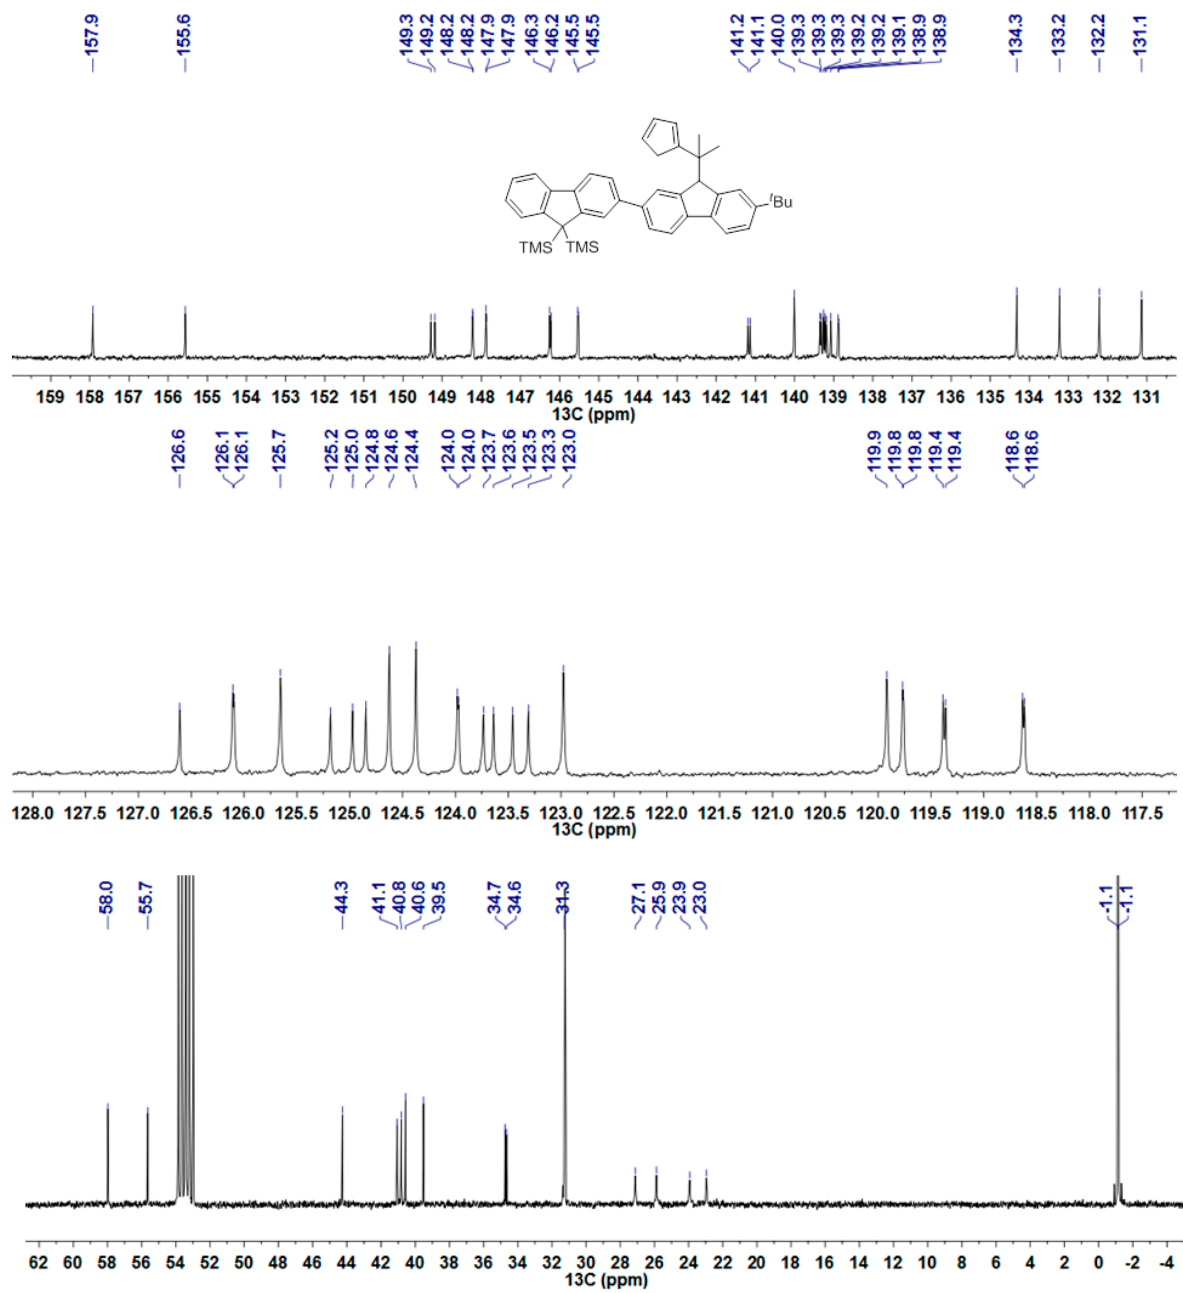 157.9 155.6 149.3 149.2 148.2 148.2 147.9 147.9 146.3 146.2 145.5 145.5 141.2 141.1 140.0 139.3 139.3 139.3 139.2 139.2 139.1 138.9 138.9 134.3 133.2 132.2 131.1
TMS TMS tBu
159 158 157 156 155 154 153 152 151 150 149 148 147 146 145 144 143 142 141 140 139 138 137 136 135 134 133 132 131
13C (ppm)
126.6 126.1 126.1 125.7 125.2 125.0 124.8 124.6 124.4 124.0 124.0 123.7 123.6 123.5 123.3 123.0 119.9 119.8 119.8 119.4 119.4 118.6 118.6
128.0 127.5 127.0 126.5 126.0 125.5 125.0 124.5 124.0 123.5 123.0 122.5 122.0 121.5 121.0 120.5 120.0 119.5 119.0 118.5 118.0 117.5
13C (ppm)
58.0 55.7 44.3 41.1 40.8 40.6 39.5 34.7 34.6 31.3 27.1 25.9 23.9 23.0 -1.1 -1.1
62 60 58 56 54 52 50 48 46 44 42 40 38 36 34 32 30 28 26 24 22 20 18 16 14 12 10 8 6 4 2 0 -2 -4
13C (ppm)